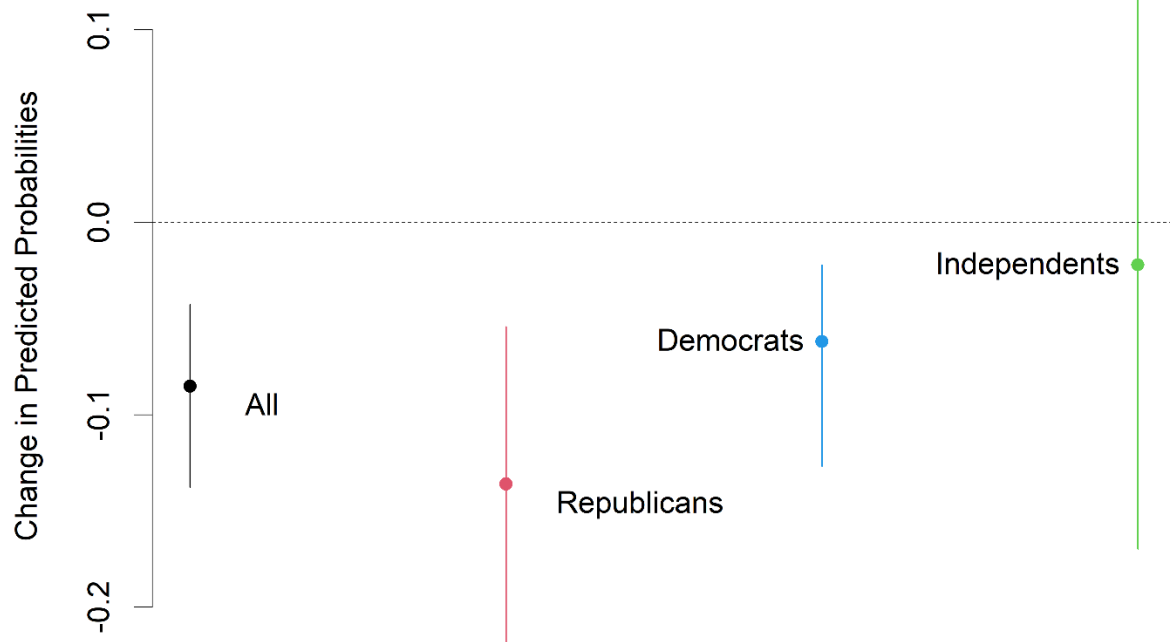 Change in Predicted Probabilities
0.1
0.0
-0.1
-0.2
All
Republicans
Democrats
Independents